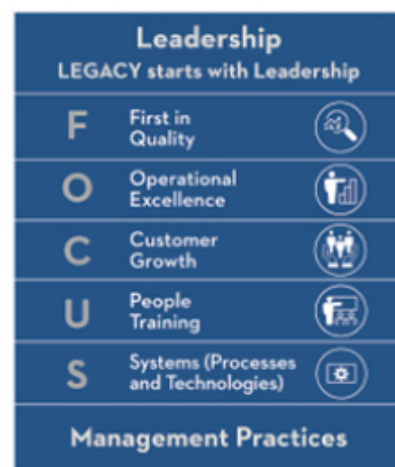 Leadership
LEGACY starts with Leadership
F
First in
Quality
O
Operational
Excellence
C
Customer
Growth
U
People
Training
S
Systems (Processes
and Technologies)
Management Practices